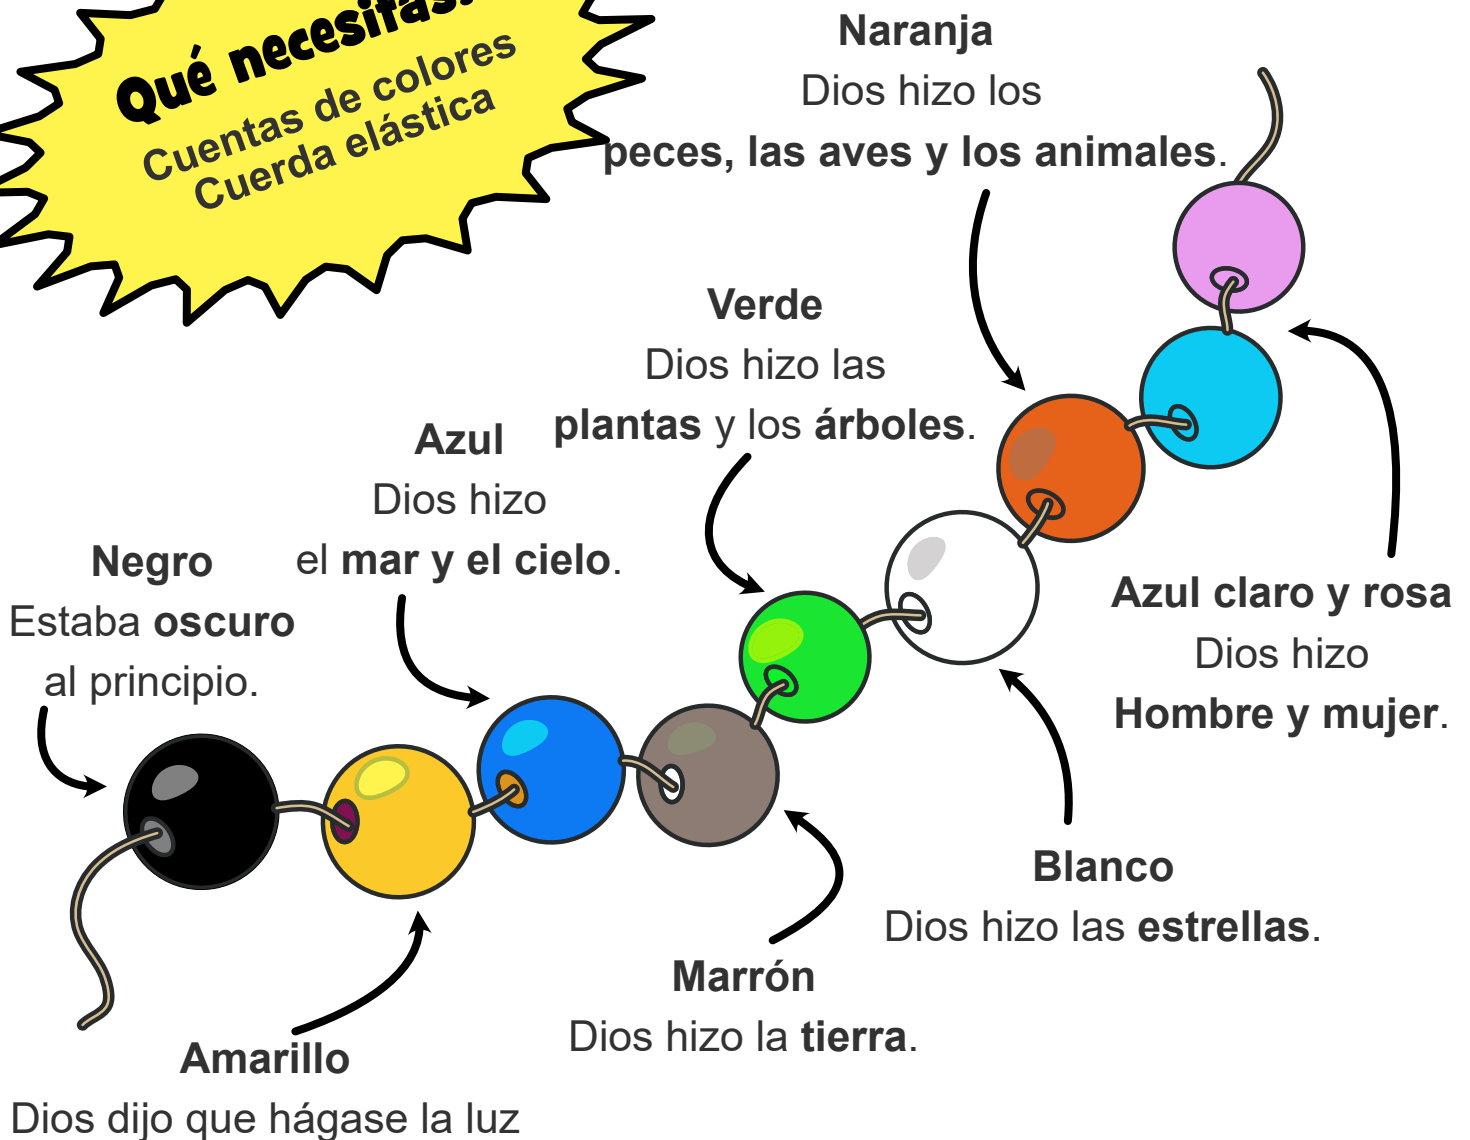 Qué necesitas:
Cuentas de colores
Cuerda elástica
Naranja
Dios hizo los
peces, las aves y los animales.
Verde
Dios hizo las
plantas y los árboles.
Azul
Dios hizo
el mar y el cielo.
Negro
Estaba oscuro
al principio.
Azul claro y rosa
Dios hizo
Hombre y mujer.
Blanco
Dios hizo las estrellas.
Marrón
Dios hizo la tierra.
Amarillo
Dios dijo que hágase la luz